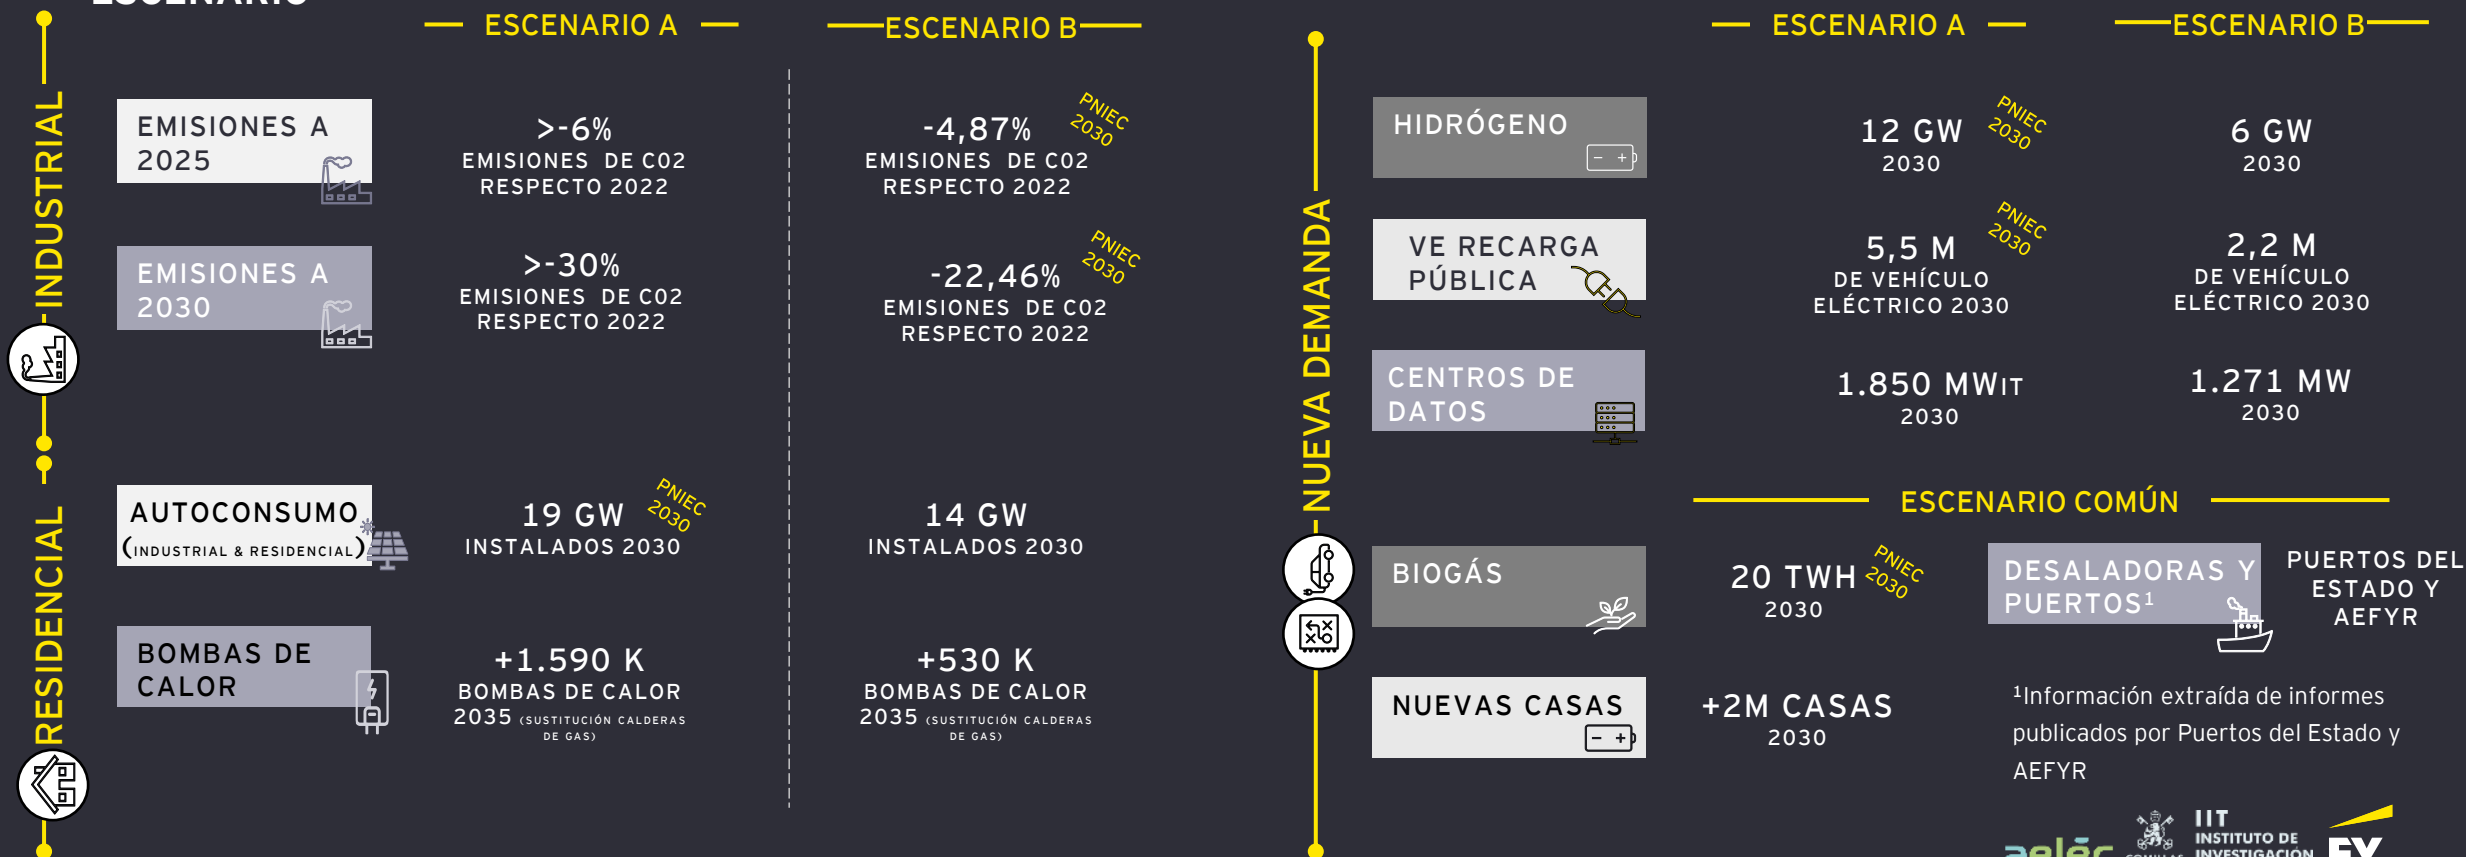 ESCENARIO
ESCENARIO A
ESCENARIO B
INDUSTRIAL
EMISIONES A
2025
>-6%
EMISIONES DE C02
RESPECTO 2022
-4,87%
PNIEC
2030
EMISIONES DE C02
RESPECTO 2022
EMISIONES A
2030
>-30%
EMISIONES DE C02
RESPECTO 2022
-22,46%
PNIEC
2030
EMISIONES DE C02
RESPECTO 2022
RESIDENCIAL
AUTOCONSUMO
(INDUSTRIAL & RESIDENCIAL)
19 GW
PNIEC
2030
INSTALADOS 2030
14 GW
INSTALADOS 2030
BOMBAS DE
CALOR
+1.590 K
BOMBAS DE CALOR
2035 (SUSTITUCIÓN CALDERAS
DE GAS)
+530 K
BOMBAS DE CALOR
2035 (SUSTITUCIÓN CALDERAS
DE GAS)
ESCENARIO A
ESCENARIO B
NUEVA DEMANDA
HIDRÓGENO
12 GW
PNIEC
2030
2030
6 GW
2030
VE RECARGA
PÚBLICA
5,5 M
PNIEC
2030
DE VEHÍCULO
ELÉCTRICO 2030
2,2 M
DE VEHÍCULO
ELÉCTRICO 2030
CENTROS DE
DATOS
1.850 MWIT
2030
1.271 MW
2030
ESCENARIO COMÚN
BIOGÁS
20 TWH
PNIEC
2030
2030
DESALADORAS Y
PUERTOS¹
PUERTOS DEL
ESTADO Y
AEFYR
NUEVAS CASAS
+2M CASAS
2030
¹Información extraída de informes
publicados por Puertos del Estado y
AEFYR
aelēc
COMILLAS
IIT
INSTITUTO DE
INVESTIGACIÓN
EY